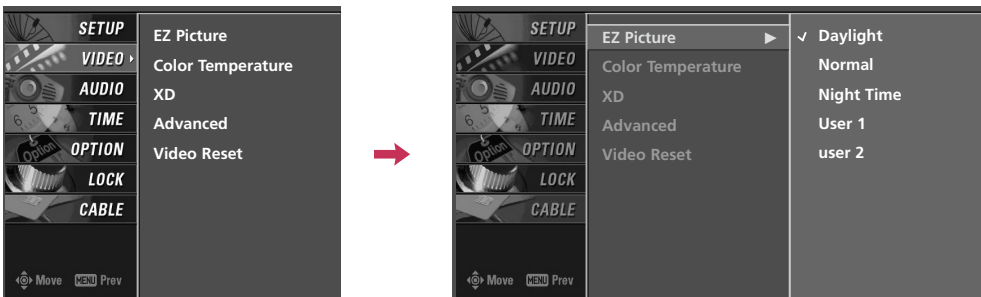 SETUP
VIDEO
AUDIO
TIME
OPTION
LOCK
CABLE
Move MENU Prev
EZ Picture
Color Temperature
XD
Advanced
Video Reset
SETUP
VIDEO
AUDIO
TIME
OPTION
LOCK
CABLE
Move MENU Prev
EZ Picture
Color Temperature
XD
Advanced
Video Reset
Daylight
Normal
Night Time
User 1
user 2